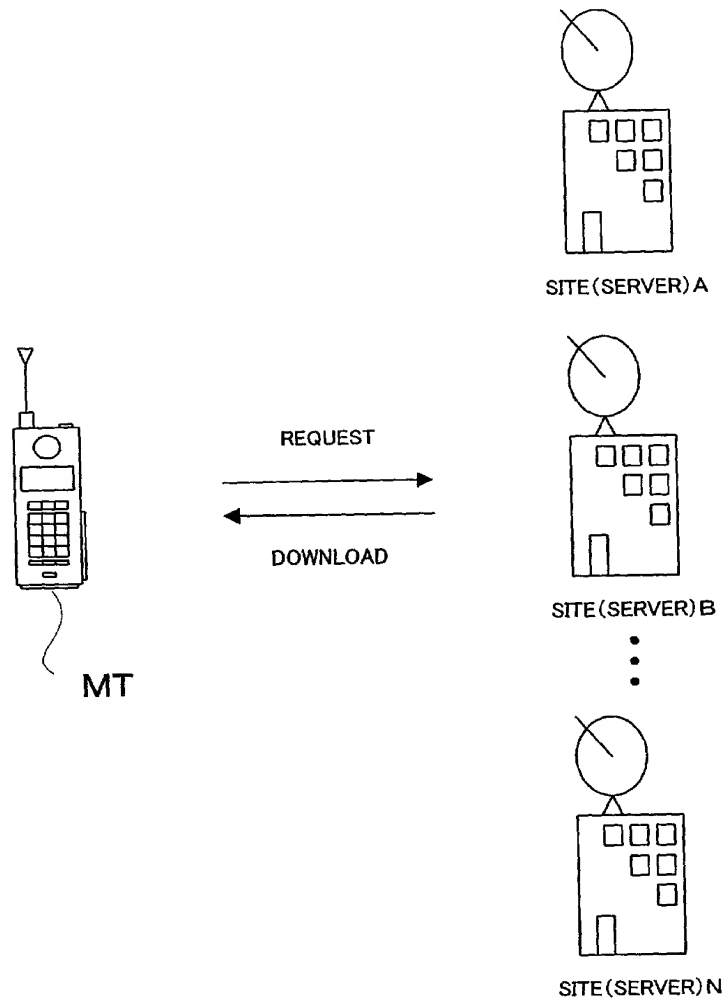 SITE(SERVER)A
REQUEST
DOWNLOAD
SITE(SERVER)B
MT
SITE(SERVER)N